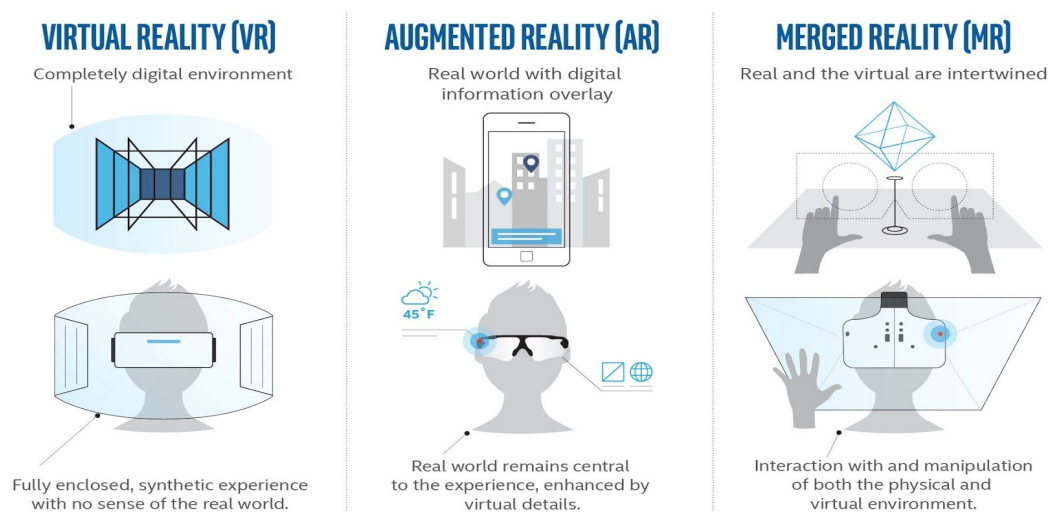 VIRTUAL REALITY (VR)
Completely digital environment
Fully enclosed, synthetic experience
with no sense of the real world.
AUGMENTED REALITY (AR)
Real world with digital
information overlay
45°F
Real world remains central
to the experience, enhanced by
virtual details.
MERGED REALITY (MR)
Real and the virtual are intertwined
Interaction with and manipulation
of both the physical and
virtual environment.